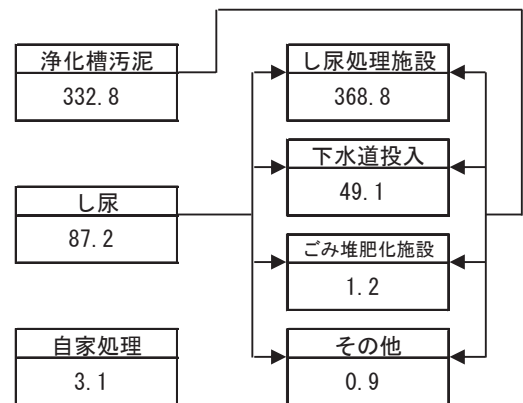 浄化槽汚泥
332.8
し尿
87.2
自家処理
3.1
し尿処理施設
368.8
下水道投入
49.1
ごみ堆肥化施設
1.2
その他
0.9